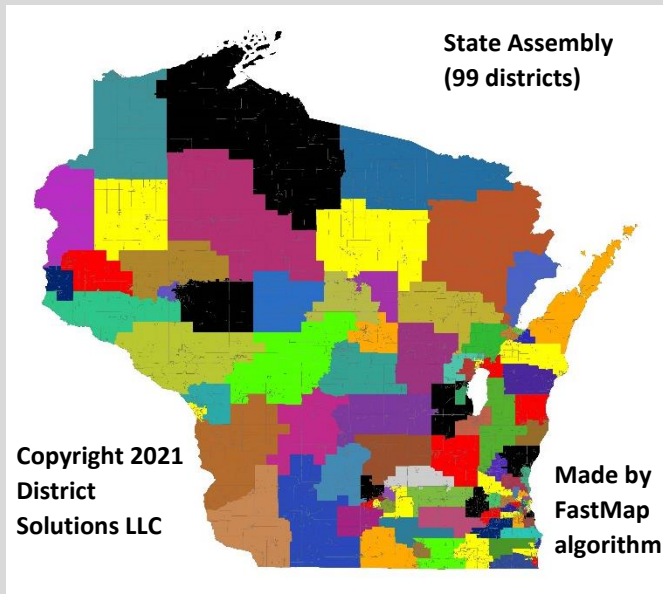 State Assembly
(99 districts)
Copyright 2021
District
Solutions LLC
Made by
FastMap
algorithm